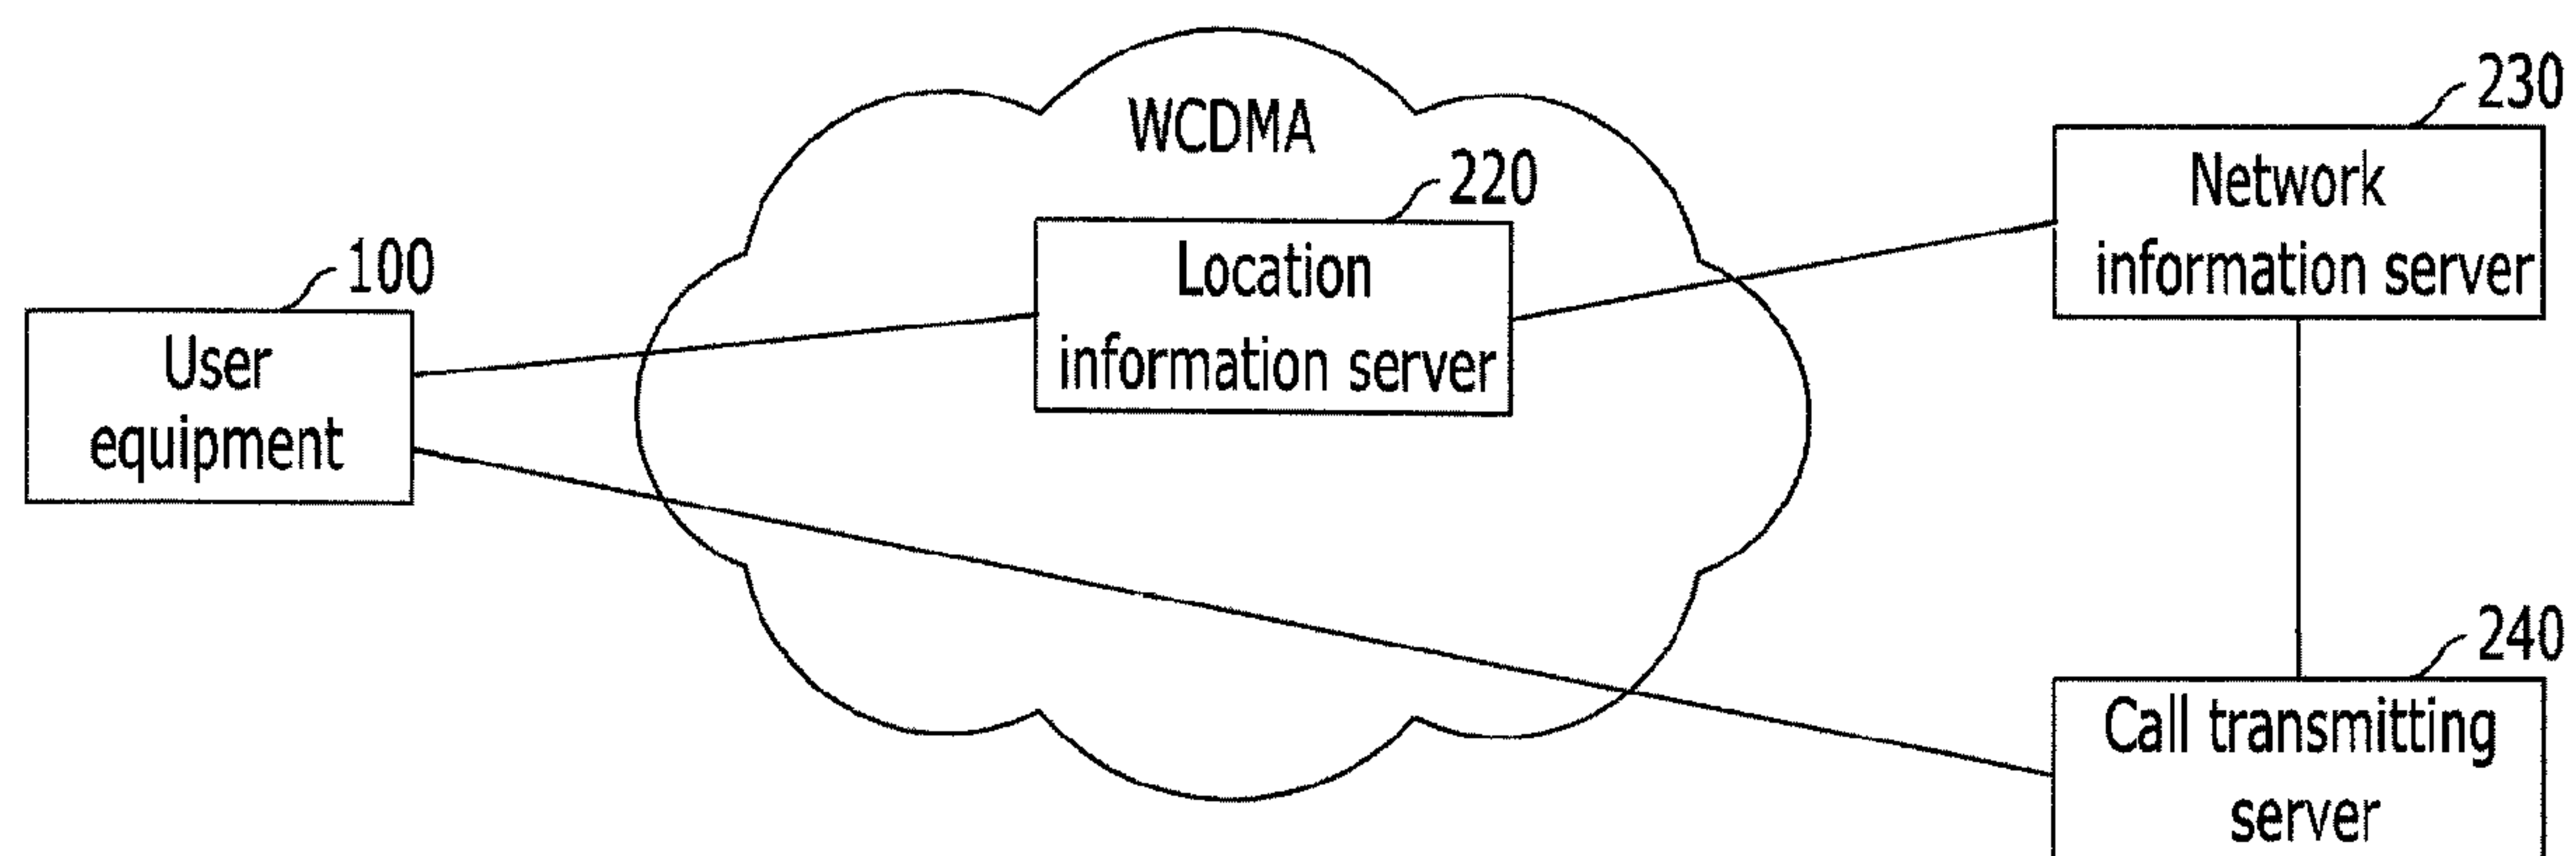 WCDMA
230
Network
information server
220
Location
information server
100
User
equipment
240
Call transmitting
server